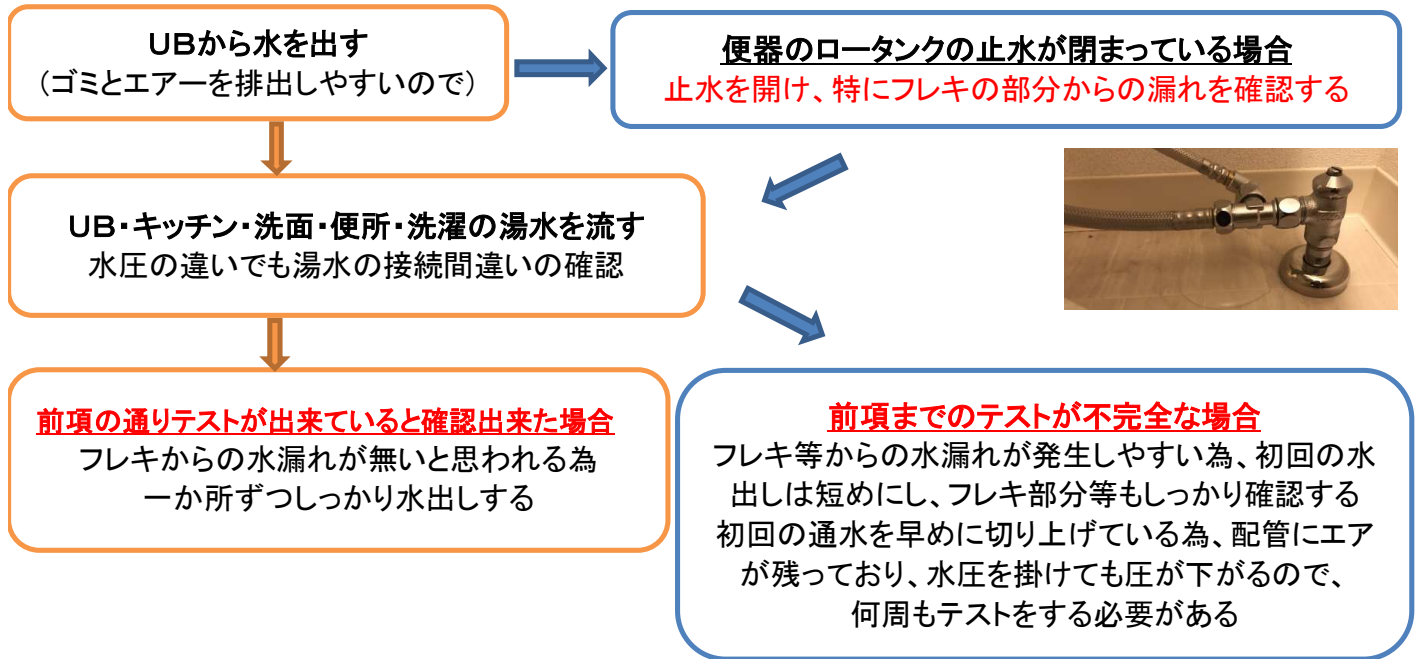 UBから水を出す
(ゴミとエアーを排出しやすいので)
便器のロータンクの止水が閉まっている場合
止水を開け、特にフレキの部分からの漏れを確認する
UB・キッチン・洗面・便所・洗濯の湯水を流す
水圧の違いでも湯水の接続間違いの確認
前項の通りテストが出来ていると確認出来た場合
フレキからの水漏れが無いと思われる為
一か所ずつしっかり水出しする
前項までのテストが不完全な場合
フレキ等からの水漏れが発生しやすい為、初回の水
出しは短めにし、フレキ部分等もしっかり確認する
初回の通水を早めに切り上げている為、配管にエア
が残っており、水圧を掛けても圧が下がるので、
何周もテストをする必要がある